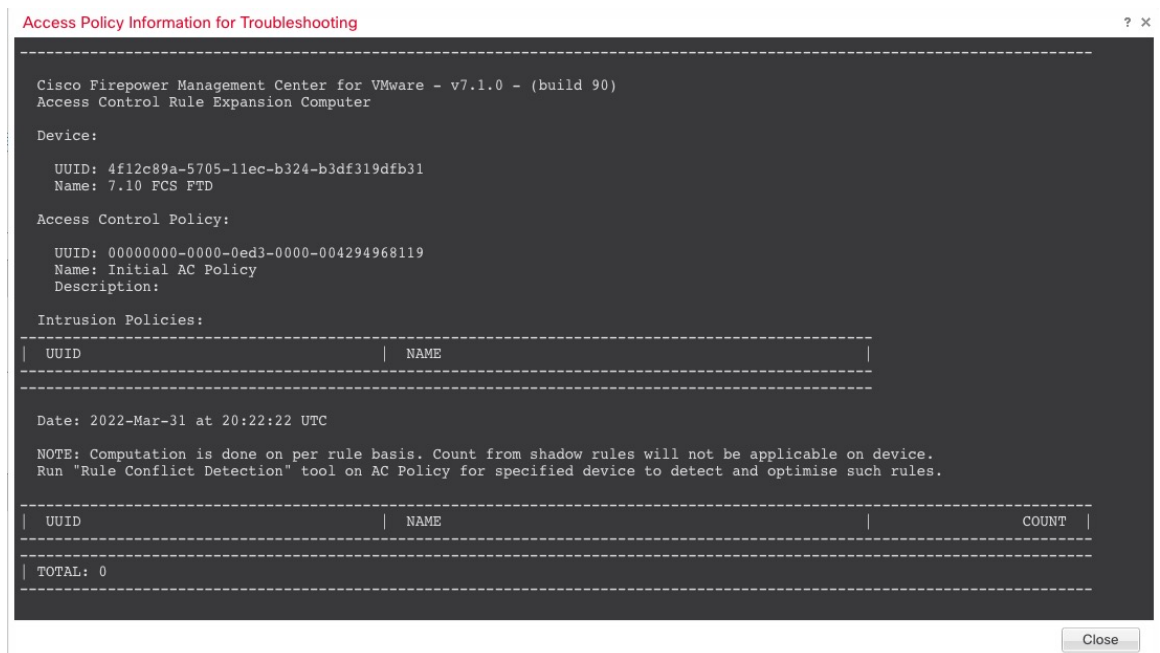 Access Policy Information for Troubleshooting ? ×
Cisco Firepower Management Center for VMware - v7.1.0 - (build 90)
Access Control Rule Expansion Computer
Device:
UUID: 4f12c89a-5705-11ec-b324-b3df319dfb31
Name: 7.10 FCS FTD
Access Control Policy:
UUID: 00000000-0000-0ed3-0000-004294968119
Name: Initial AC Policy
Description:
Intrusion Policies:
| UUID | NAME |
Date: 2022-Mar-31 at 20:22:22 UTC
NOTE: Computation is done on per rule basis. Count from shadow rules will not be applicable on device.
Run "Rule Conflict Detection" tool on AC Policy for specified device to detect and optimise such rules.
| UUID | NAME | COUNT |
| TOTAL: 0
Close